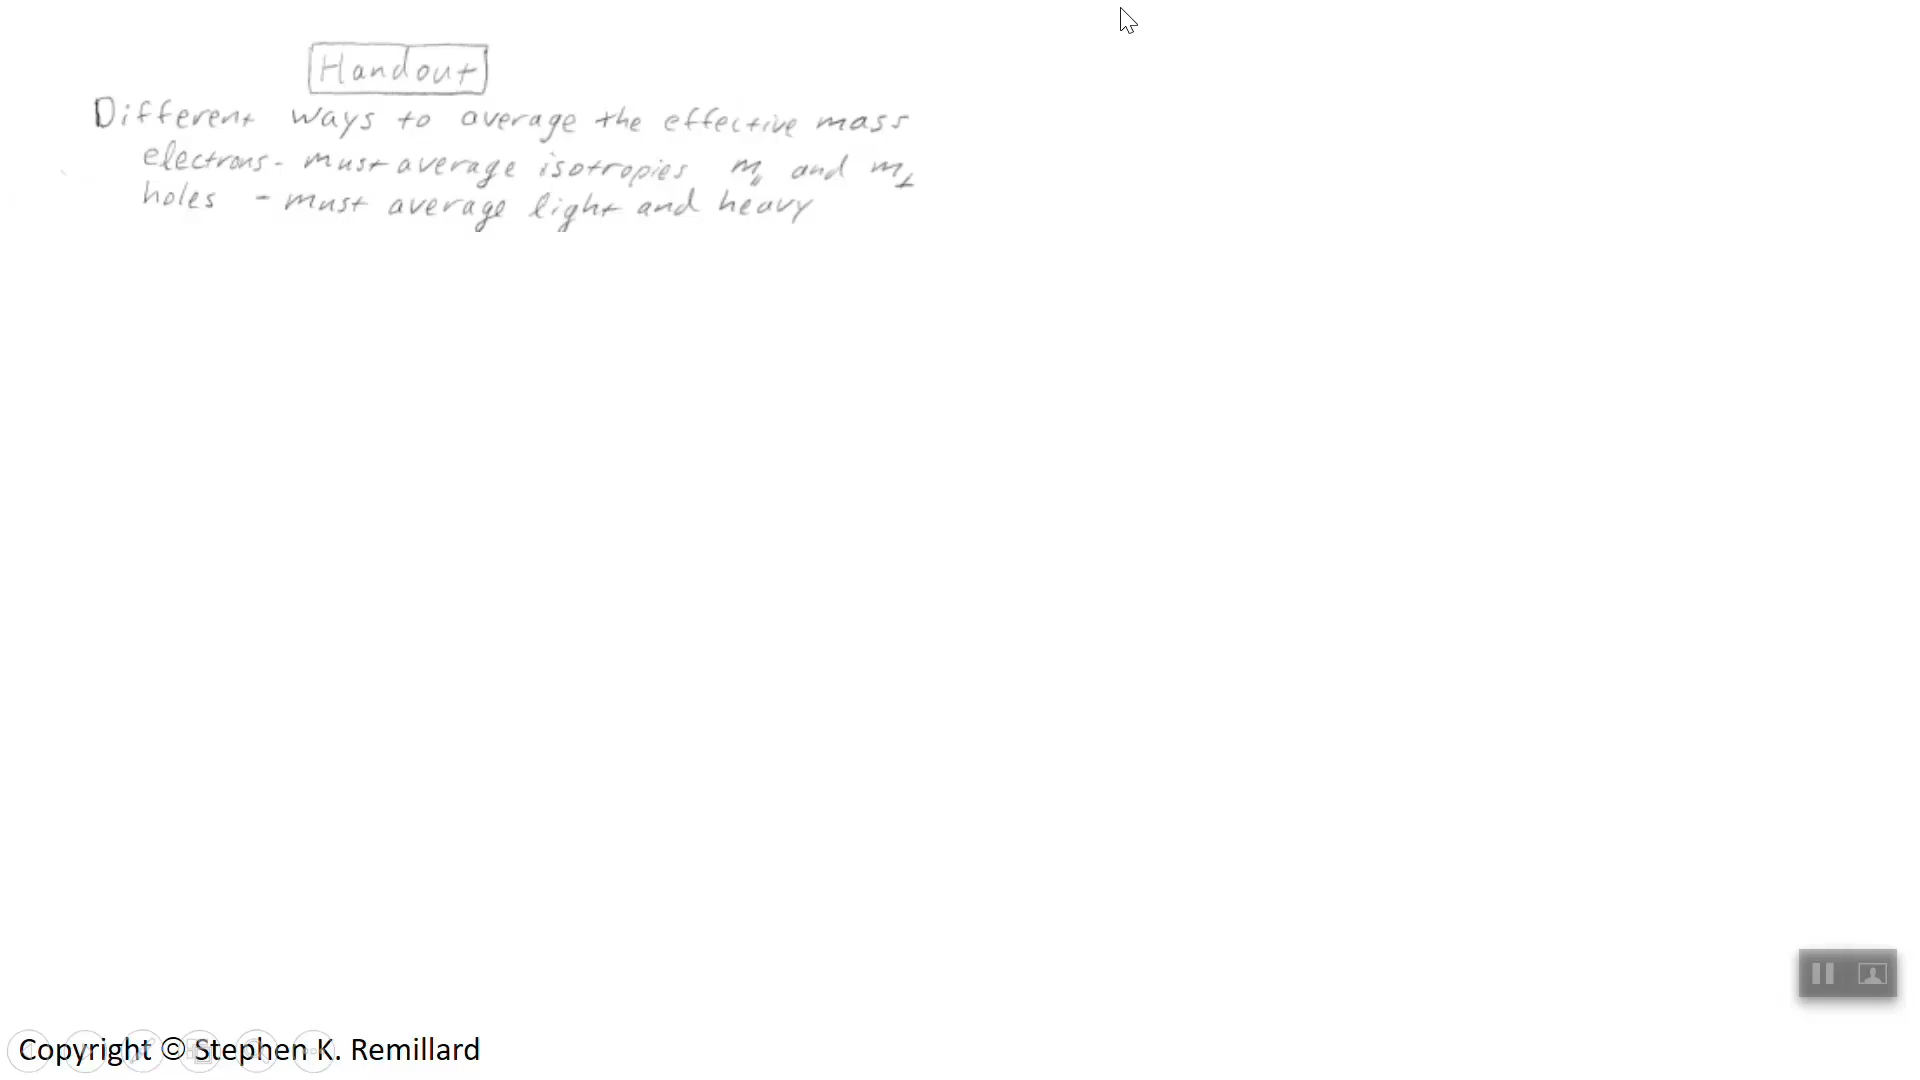 Handout
Different ways to average the effective mass
electrons - must average isotropies m∥ and m⊥
holes - must average light and heavy
Copyright © Stephen K. Remillard